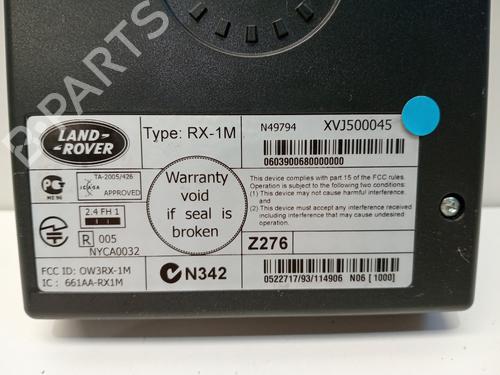 B-PARTS
LAND-
ROVER
Type: RX-1M
N49794 XVJ500045
0603900680000000
TA-2005/426
ICASA
APPROVED
ME 96
2.4 FH 1
R 005
NYCA0032
Warranty
void
if seal is
broken
This device complies with part 15 of the FCC rules.
Operation is subject to the following two conditions:
(1) This device may not cause harmful interference and
(2) This device must accept any interference received,
including interference that may cause undesired
operation.
Z276
FCC ID: OW3RX-1M
IC : 661AA-RX1M
N342
0522717/93/114906 N06 [1000]